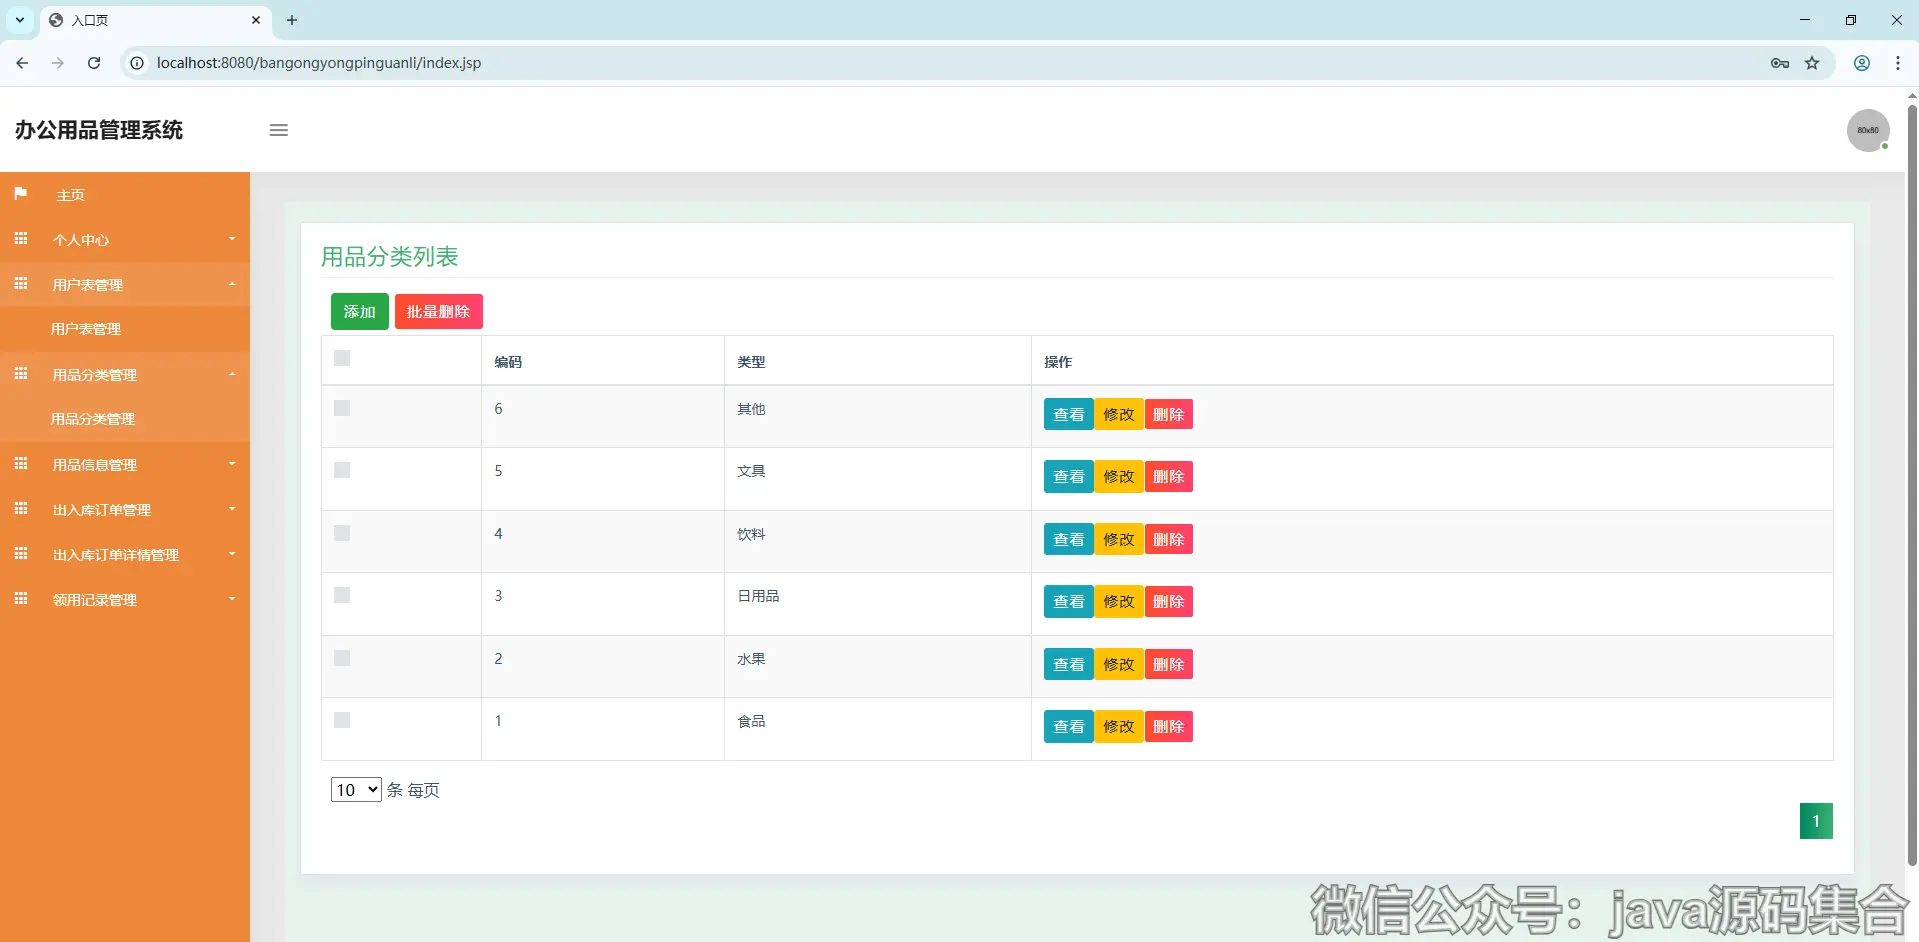 入口页
localhost:8080/bangongyongpinguanli/index.jsp
办公用品管理系统
80x80
主页
个人中心
用户表管理
用户表管理
用品分类管理
用品分类管理
用品信息管理
出入库订单管理
出入库订单详情管理
领用记录管理
用品分类列表
添加 批量删除
编码 类型 操作
6 其他 查看 修改 删除
5 文具 查看 修改 删除
4 饮料 查看 修改 删除
3 日用品 查看 修改 删除
2 水果 查看 修改 删除
1 食品 查看 修改 删除
10 条 每页
1
微信公众号：java源码集合